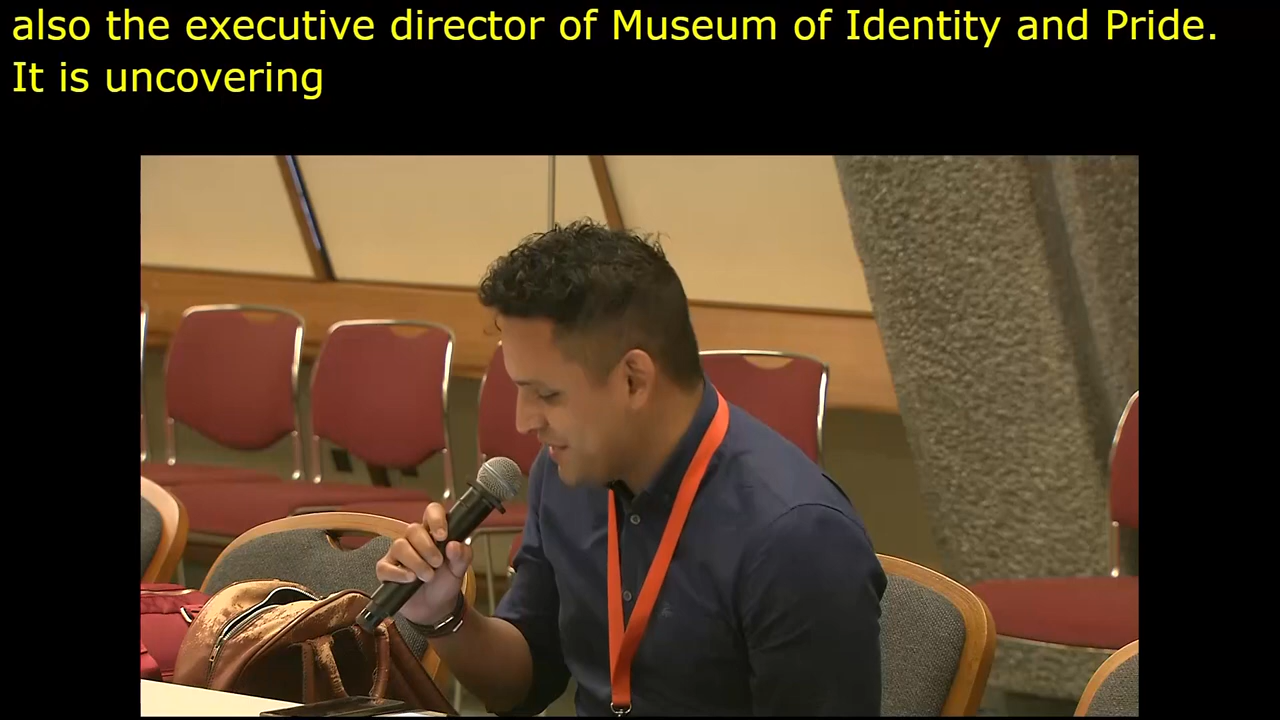 also the executive director of Museum of Identity and Pride.
It is uncovering